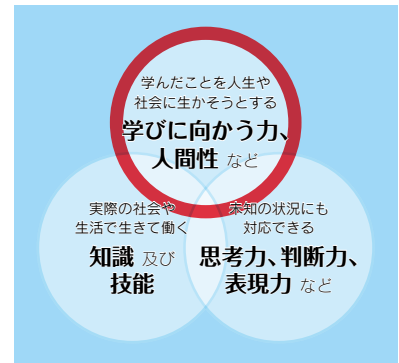 学んだことを人生や
社会に生かそうとする
学びに向かう力、
人間性 など
実際の社会や
生活で生きて働く
知識 及び
技能
未知の状況にも
対応できる
思考力、判断力、
表現力 など